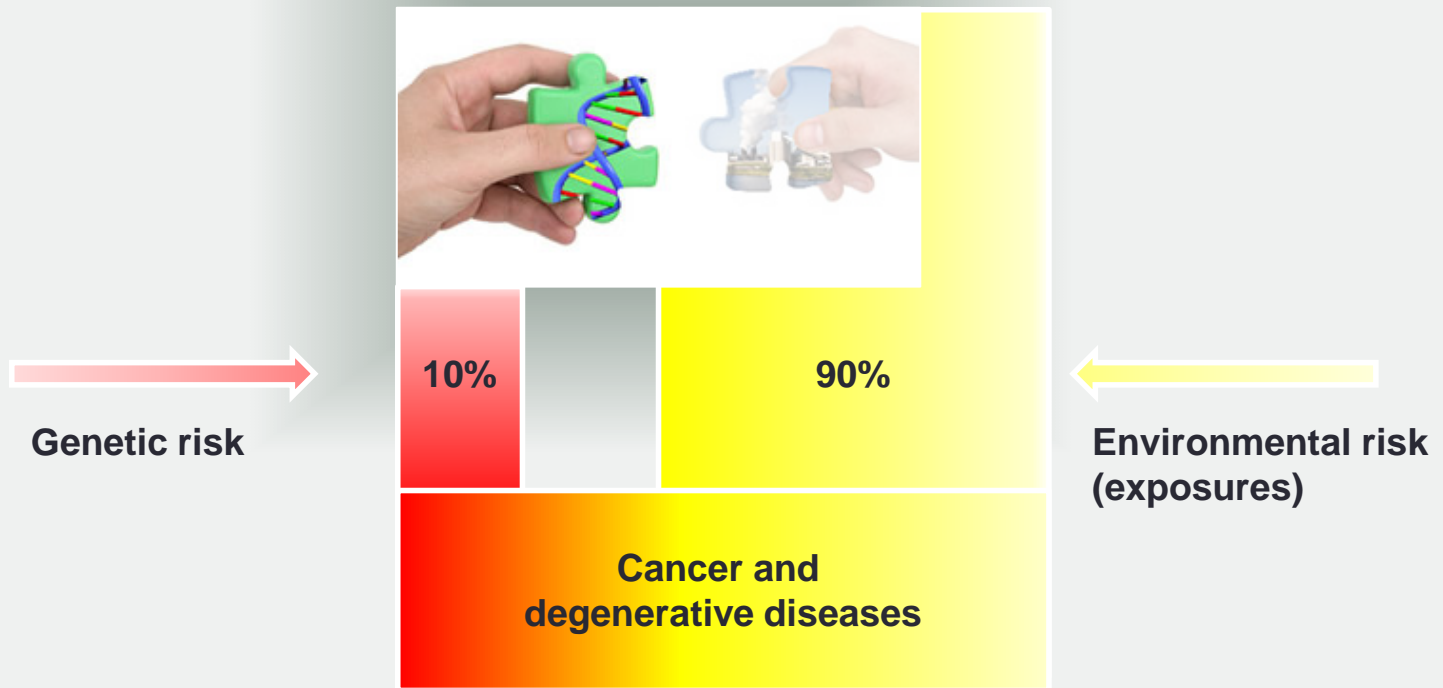 10%
90%
Genetic risk
Environmental risk
(exposures)
Cancer and
degenerative diseases